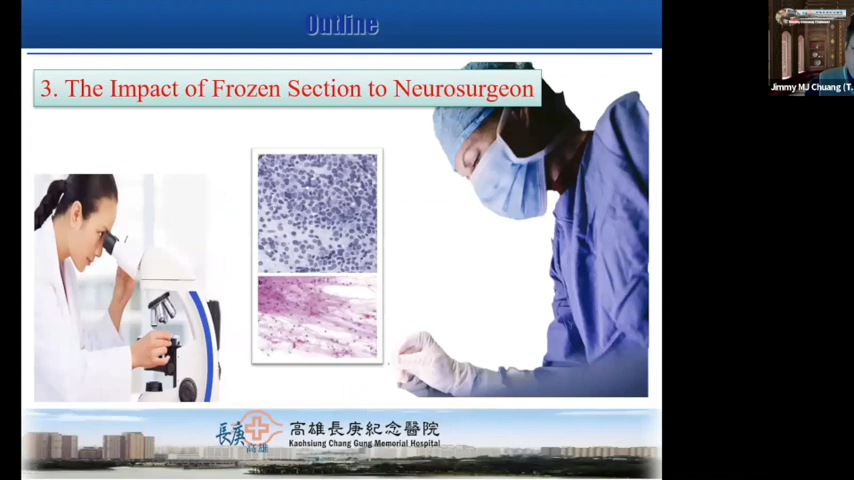 Outline
3. The Impact of Frozen Section to Neurosurgeon
長庚
高雄
高雄長庚紀念醫院
Kaohsiung Chang Gung Memorial Hospital
Jimmy MJ Chuang (T.